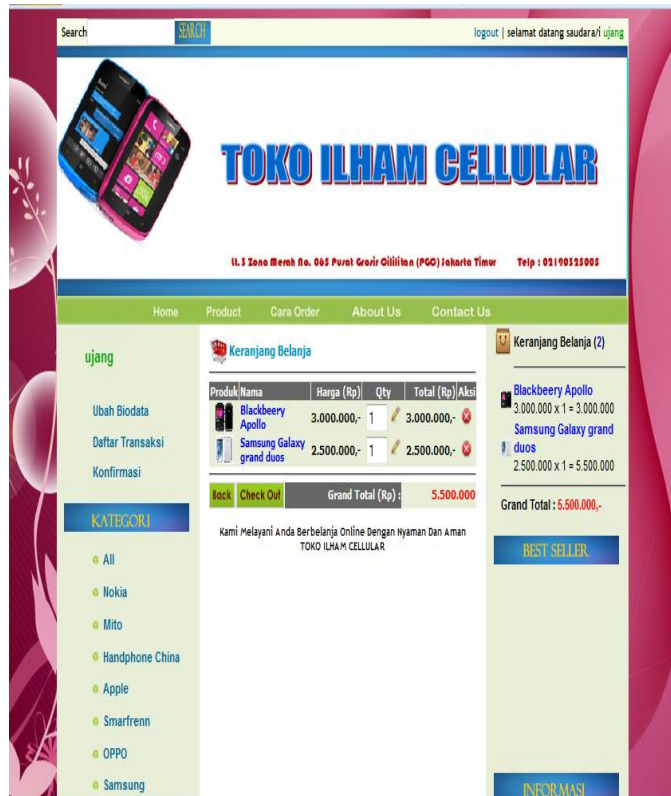 Search SEARCH logout | selamat datang saudara/i ujang
TOKO ILHAM CELLULAR
Lt.3 Zona Merah No. 065 Pusat Grosir Cililitan (PGC) Jakarta Timur Telp : 02190525005
Home Product Cara Order About Us Contact Us
ujang
Ubah Biodata
Daftar Transaksi
Konfirmasi
KATEGORI
All
Nokia
Mito
Handphone China
Apple
Smarfrenn
OPPO
Samsung
Keranjang Belanja
Produk Nama Harga (Rp) Qty Total (Rp) Aksi
Blackbeery
Apollo 3.000.000,- 1 3.000.000,-
Samsung Galaxy
grand duos 2.500.000,- 1 2.500.000,-
Back Check Out Grand Total (Rp) : 5.500.000
Kami Melayani Anda Berbelanja Online Dengan Nyaman Dan Aman
TOKO ILHAM CELLULAR
Keranjang Belanja (2)
Blackbeery Apollo
3.000.000 x 1 = 3.000.000
Samsung Galaxy grand
duos
2.500.000 x 1 = 5.500.000
Grand Total : 5.500.000,-
BEST SELLER
INFORMASI